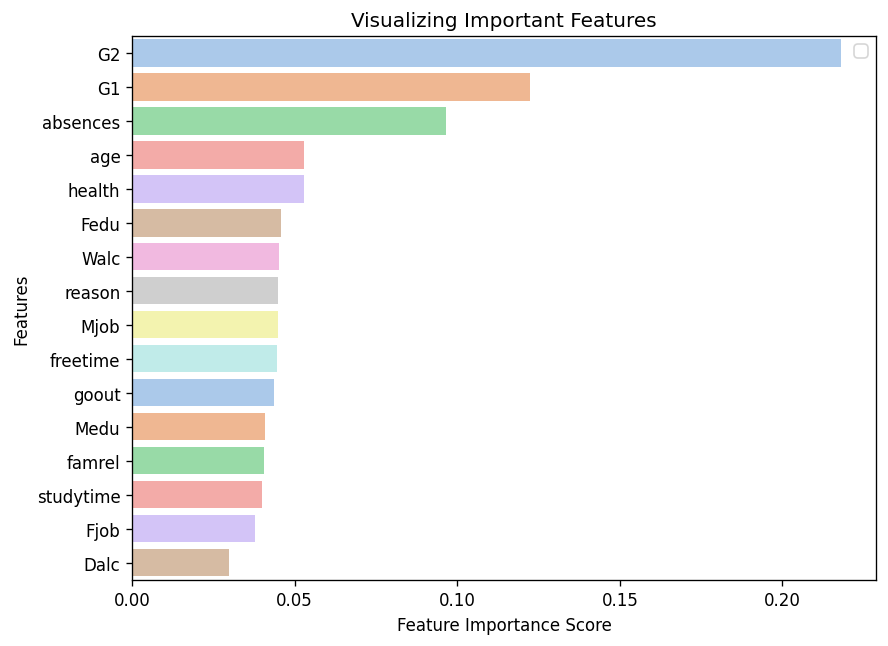 Visualizing Important Features
G2
G1
absences
age
health
Fedu
Walc
reason
Mjob
freetime
goout
Medu
famrel
studytime
Fjob
Dalc
Features
0.00 0.05 0.10 0.15 0.20
Feature Importance Score